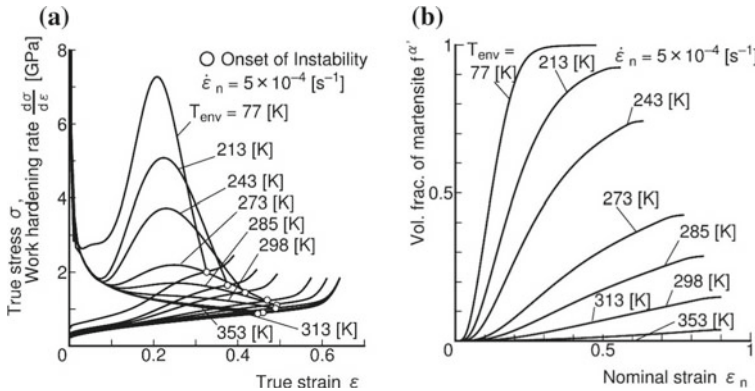 (a)
8
6
4
2
0
0
0.2
0.4
0.6
True stress σ,
Work hardening rate dσ/dε [GPa]
True strain ε
Onset of Instability
ε̇n = 5×10⁻⁴ [s⁻¹]
Tenv = 77 [K]
213 [K]
243 [K]
273 [K]
285 [K]
298 [K]
353 [K]
313 [K]
(b)
1
0.5
0
0.5
1
Vol. frac. of martensite f^α'
Nominal strain εn
Tenv =
77 [K]
ε̇n = 5×10⁻⁴ [s⁻¹]
213 [K]
243 [K]
273 [K]
285 [K]
298 [K]
313 [K]
353 [K]